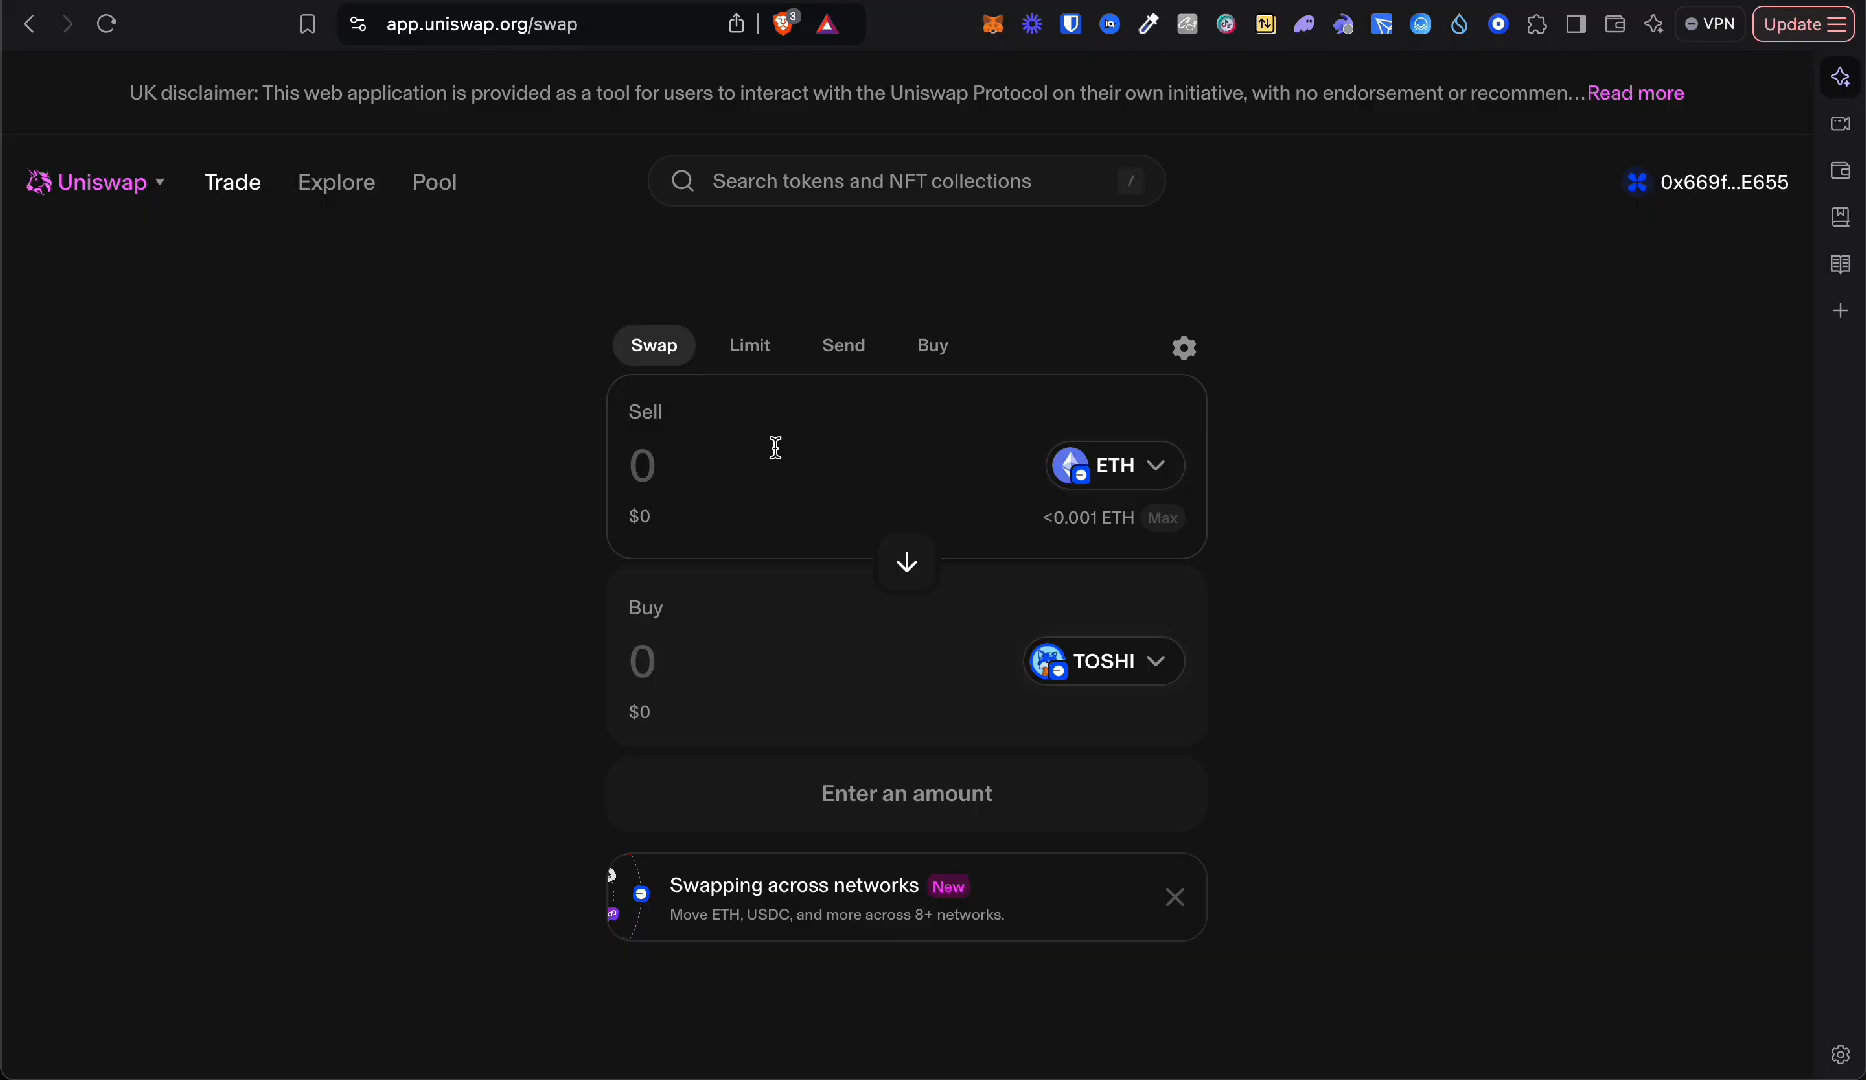 app.uniswap.org/swap
3
VPN
Update
UK disclaimer: This web application is provided as a tool for users to interact with the Uniswap Protocol on their own initiative, with no endorsement or recommen...Read more
Uniswap
Trade
Explore
Pool
Search tokens and NFT collections
/
0x669f...E655
Swap
Limit
Send
Buy
Sell
0
ETH
$0
<0.001 ETH
Max
Buy
0
TOSHI
$0
Enter an amount
Swapping across networks New
Move ETH, USDC, and more across 8+ networks.